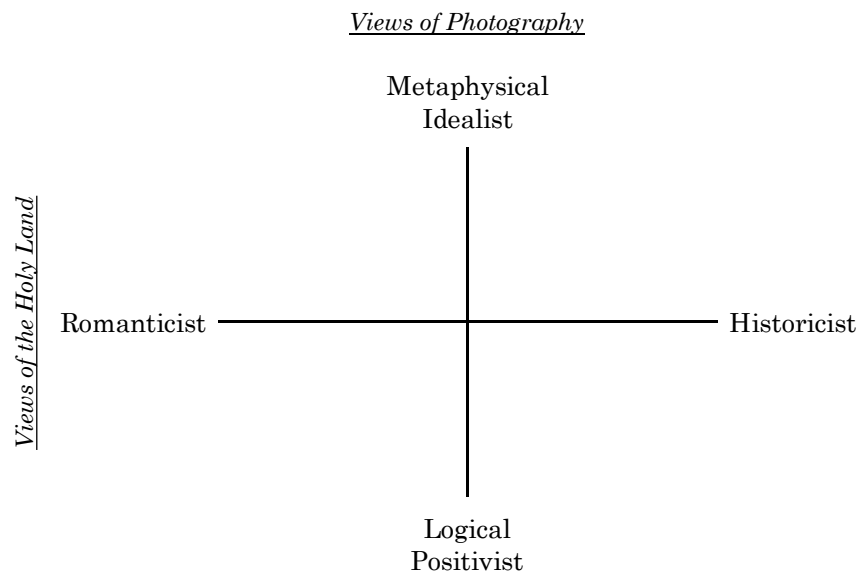 Views of Photography
Metaphysical
Idealist
Views of the Holy Land
Romanticist
Historicist
Logical
Positivist